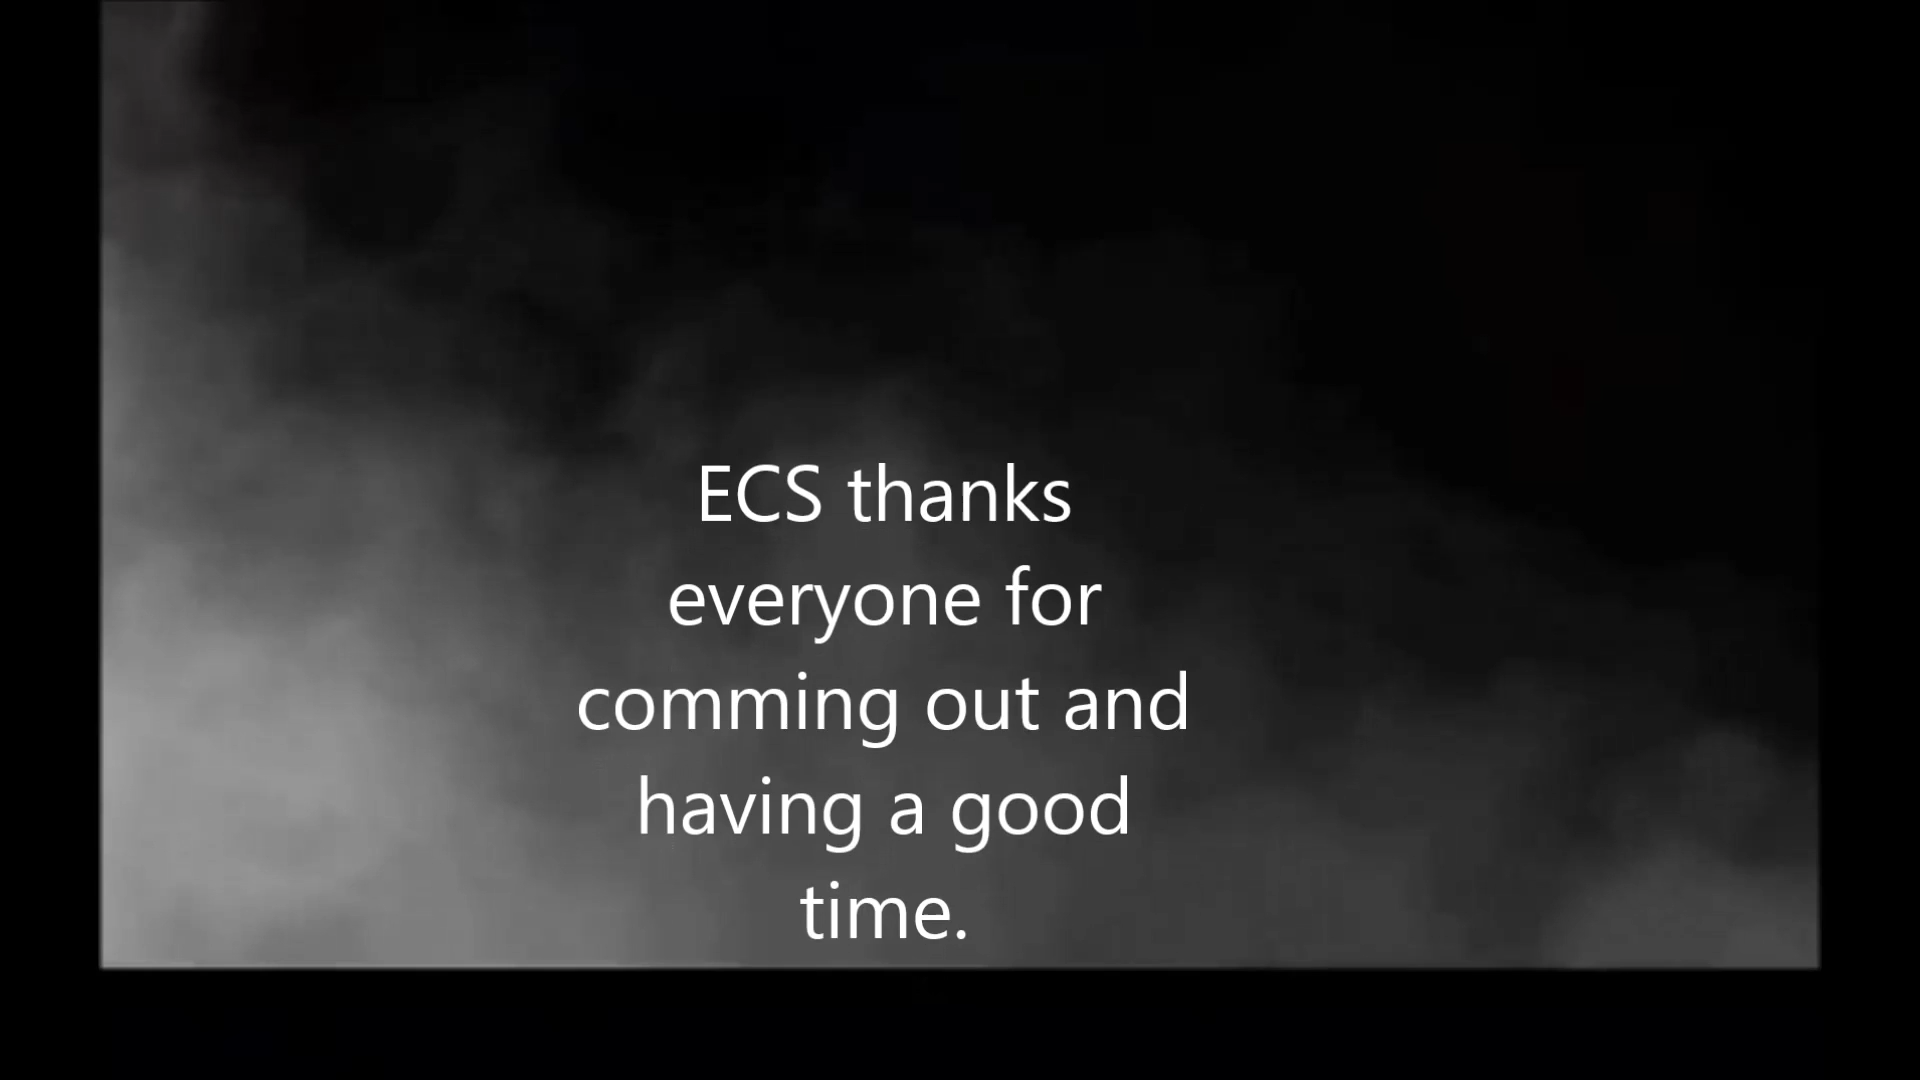 ECS thanks
everyone for
comming out and
having a good
time.